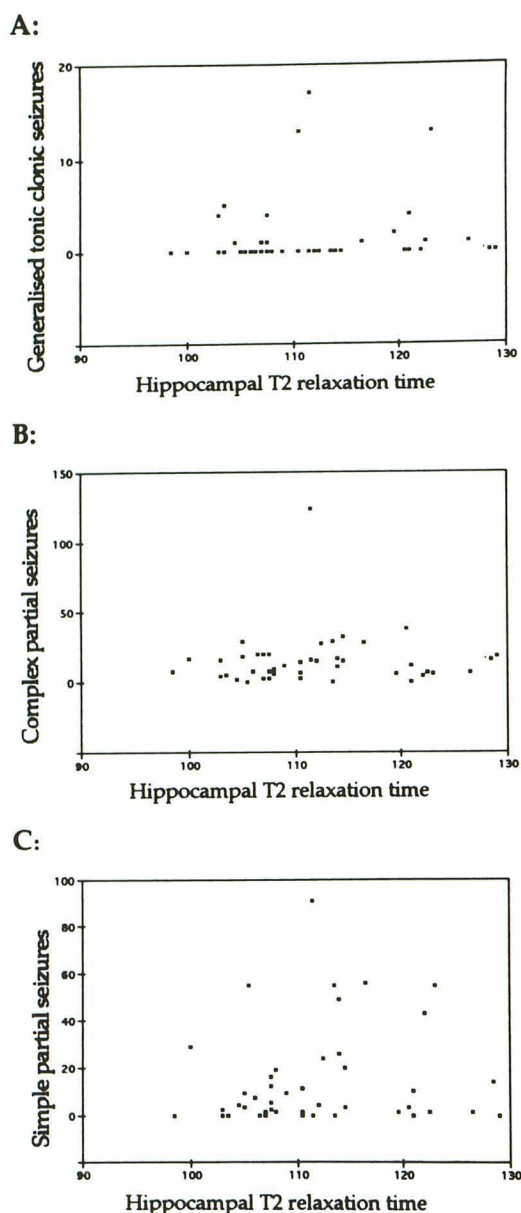 A:
Generalised tonic clonic seizures
20
10
0
90 100 110 120 130
Hippocampal T2 relaxation time
B:
Complex partial seizures
150
100
50
0
90 100 110 120 130
Hippocampal T2 relaxation time
C:
Simple partial seizures
100
80
60
40
20
0
90 100 110 120 130
Hippocampal T2 relaxation time